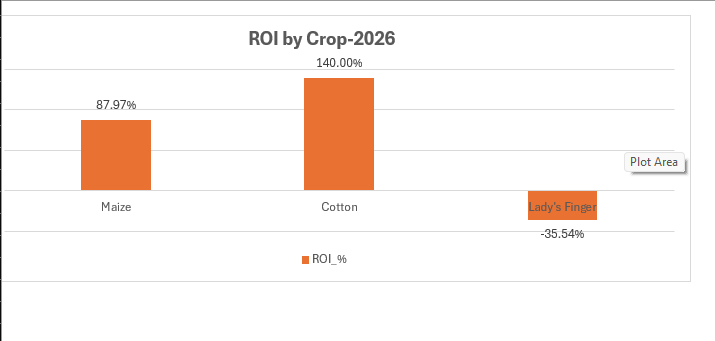 ROI by Crop-2026
140.00%
87.97%
Plot Area
Maize
Cotton
Lady's Finger
-35.54%
ROI_%